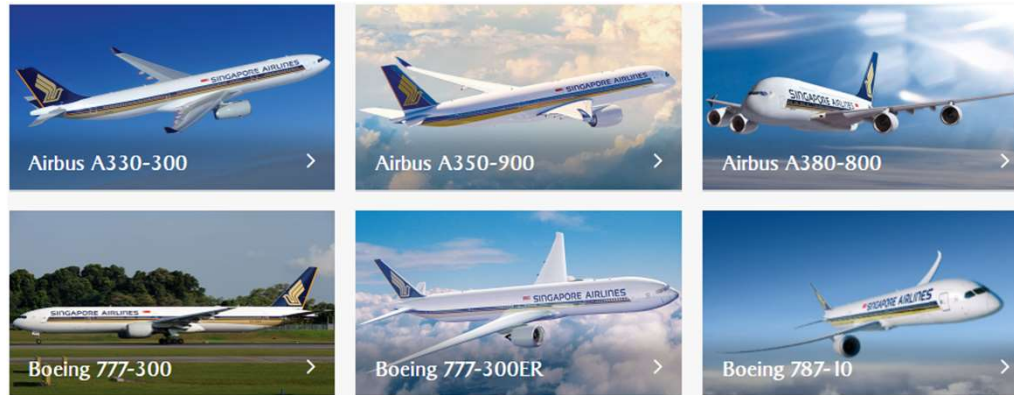 SINGAPORE AIRLINES
Airbus A330-300
SINGAPORE AIRLINES
Airbus A350-900
SINGAPORE AIRLINES
Airbus A380-800
SINGAPORE AIRLINES
Boeing 777-300
SINGAPORE AIRLINES
Boeing 777-300ER
SINGAPORE AIRLINES
Boeing 787-10